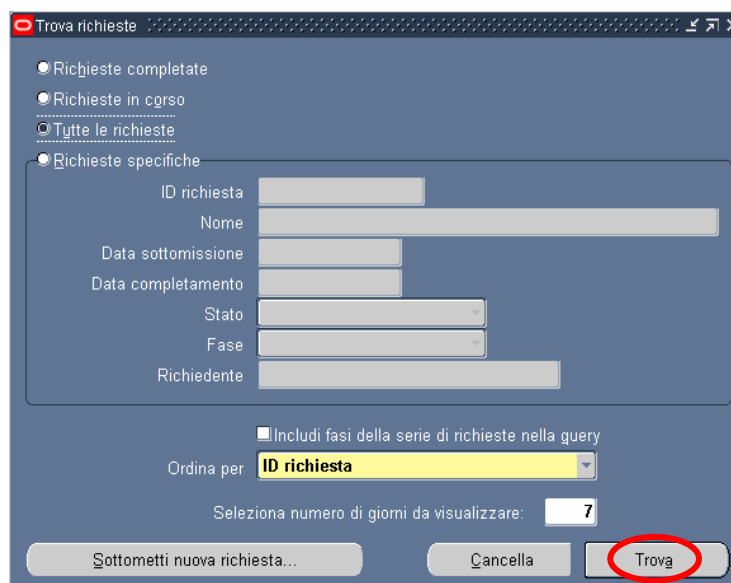 Trova richieste
Richieste completate
Richieste in corso
Tutte le richieste
Richieste specifiche
ID richiesta
Nome
Data sottomissione
Data completamento
Stato
Fase
Richiedente
Includi fasi della serie di richieste nella query
Ordina per ID richiesta
Seleziona numero di giorni da visualizzare: 7
Sottometti nuova richiesta... Cancella Trova